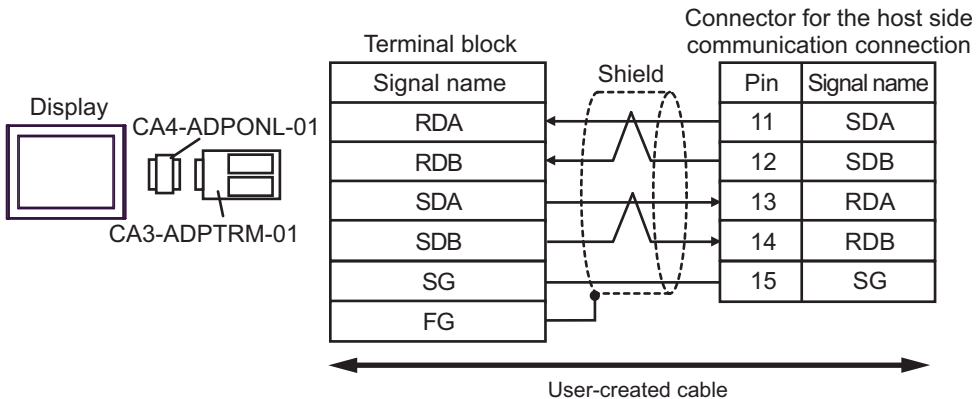 Connector for the host side
communication connection
Terminal block
Signal name
Shield
Pin Signal name
Display
CA4-ADPONL-01
CA3-ADPTRM-01
RDA 11 SDA
RDB 12 SDB
SDA 13 RDA
SDB 14 RDB
SG 15 SG
FG
User-created cable